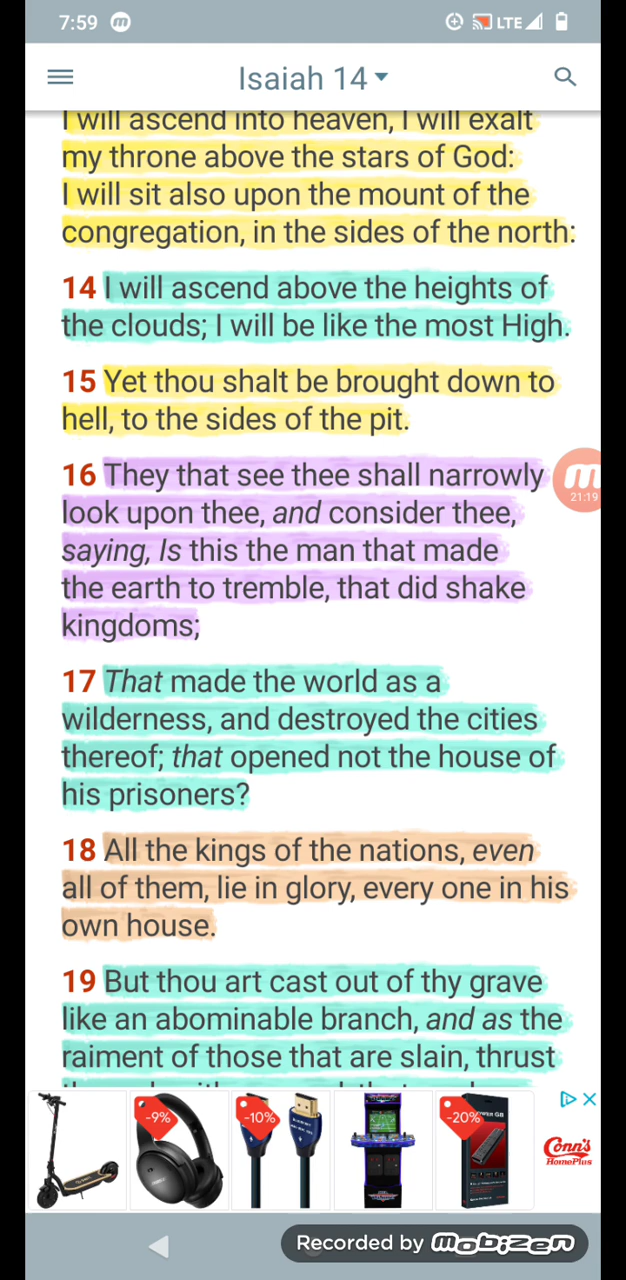 7:59 m LTE
Isaiah 14
I will ascend into heaven, I will exalt
my throne above the stars of God:
I will sit also upon the mount of the
congregation, in the sides of the north:
14 I will ascend above the heights of
the clouds; I will be like the most High.
15 Yet thou shalt be brought down to
hell, to the sides of the pit.
16 They that see thee shall narrowly
look upon thee, and consider thee,
saying, Is this the man that made
the earth to tremble, that did shake
kingdoms;
m
21:19
17 That made the world as a
wilderness, and destroyed the cities
thereof; that opened not the house of
his prisoners?
18 All the kings of the nations, even
all of them, lie in glory, every one in his
own house.
19 But thou art cast out of thy grave
like an abominable branch, and as the
raiment of those that are slain, thrust
-9%
-10%
-20%
Conn's
HomePlus
Recorded by mobizen